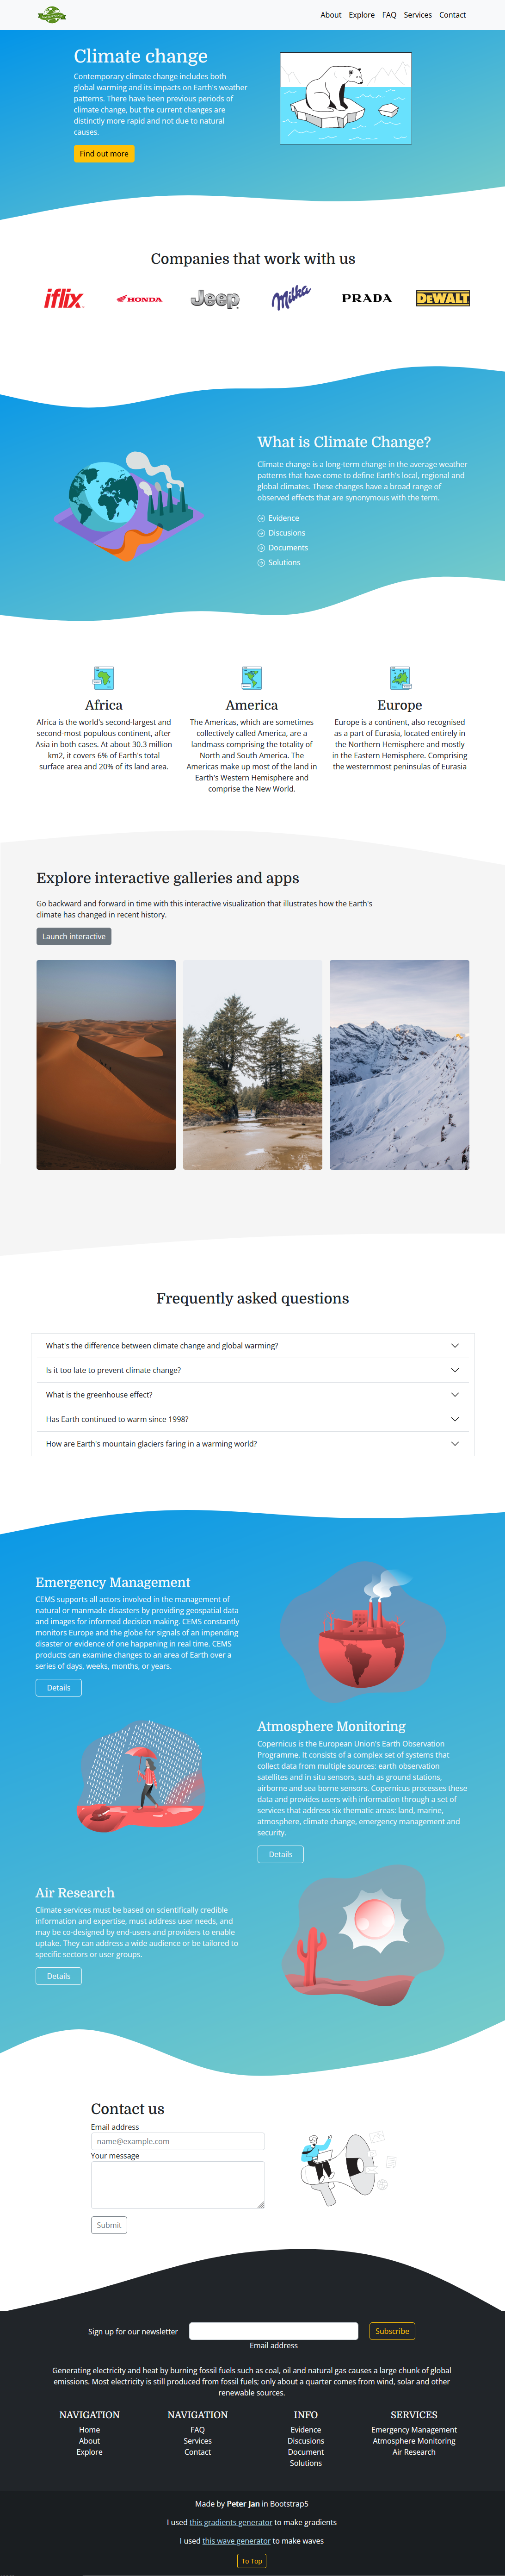 About Explore FAQ Services Contact
Climate change
Contemporary climate change includes both
global warming and its impacts on Earth's weather
patterns. There have been previous periods of
climate change, but the current changes are
distinctly more rapid and not due to natural
causes.
Find out more
Companies that work with us
iflix HONDA Jeep Milka PRADA DEWALT
What is Climate Change?
Climate change is a long-term change in the average weather
patterns that have come to define Earth's local, regional and
global climates. These changes have a broad range of
observed effects that are synonymous with the term.
Evidence
Discusions
Documents
Solutions
Africa
Africa is the world's second-largest and
second-most populous continent, after
Asia in both cases. At about 30.3 million
km2, it covers 6% of Earth's total
surface area and 20% of its land area.
America
The Americas, which are sometimes
collectively called America, are a
landmass comprising the totality of
North and South America. The
Americas make up most of the land in
Earth's Western Hemisphere and
comprise the New World.
Europe
Europe is a continent, also recognised
as a part of Eurasia, located entirely in
the Northern Hemisphere and mostly
in the Eastern Hemisphere. Comprising
the westernmost peninsulas of Eurasia
Explore interactive galleries and apps
Go backward and forward in time with this interactive visualization that illustrates how the Earth's
climate has changed in recent history.
Launch interactive
Frequently asked questions
What's the difference between climate change and global warming?
Is it too late to prevent climate change?
What is the greenhouse effect?
Has Earth continued to warm since 1998?
How are Earth's mountain glaciers faring in a warming world?
Emergency Management
CEMS supports all actors involved in the management of
natural or manmade disasters by providing geospatial data
and images for informed decision making. CEMS constantly
monitors Europe and the globe for signals of an impending
disaster or evidence of one happening in real time. CEMS
products can examine changes to an area of Earth over a
series of days, weeks, months, or years.
Details
Atmosphere Monitoring
Copernicus is the European Union's Earth Observation
Programme. It consists of a complex set of systems that
collect data from multiple sources: earth observation
satellites and in situ sensors, such as ground stations,
airborne and sea borne sensors. Copernicus processes these
data and provides users with information through a set of
services that address six thematic areas: land, marine,
atmosphere, climate change, emergency management and
security.
Details
Air Research
Climate services must be based on scientifically credible
information and expertise, must address user needs, and
may be co-designed by end-users and providers to enable
uptake. They can address a wide audience or be tailored to
specific sectors or user groups.
Details
Contact us
Email address
name@example.com
Your message
Submit
Sign up for our newsletter
Subscribe
Email address
Generating electricity and heat by burning fossil fuels such as coal, oil and natural gas causes a large chunk of global
emissions. Most electricity is still produced from fossil fuels; only about a quarter comes from wind, solar and other
renewable sources.
NAVIGATION
Home
About
Explore
NAVIGATION
FAQ
Services
Contact
INFO
Evidence
Discusions
Document
Solutions
SERVICES
Emergency Management
Atmosphere Monitoring
Air Research
Made by Peter Jan in Bootstrap5
I used this gradients generator to make gradients
I used this wave generator to make waves
To Top